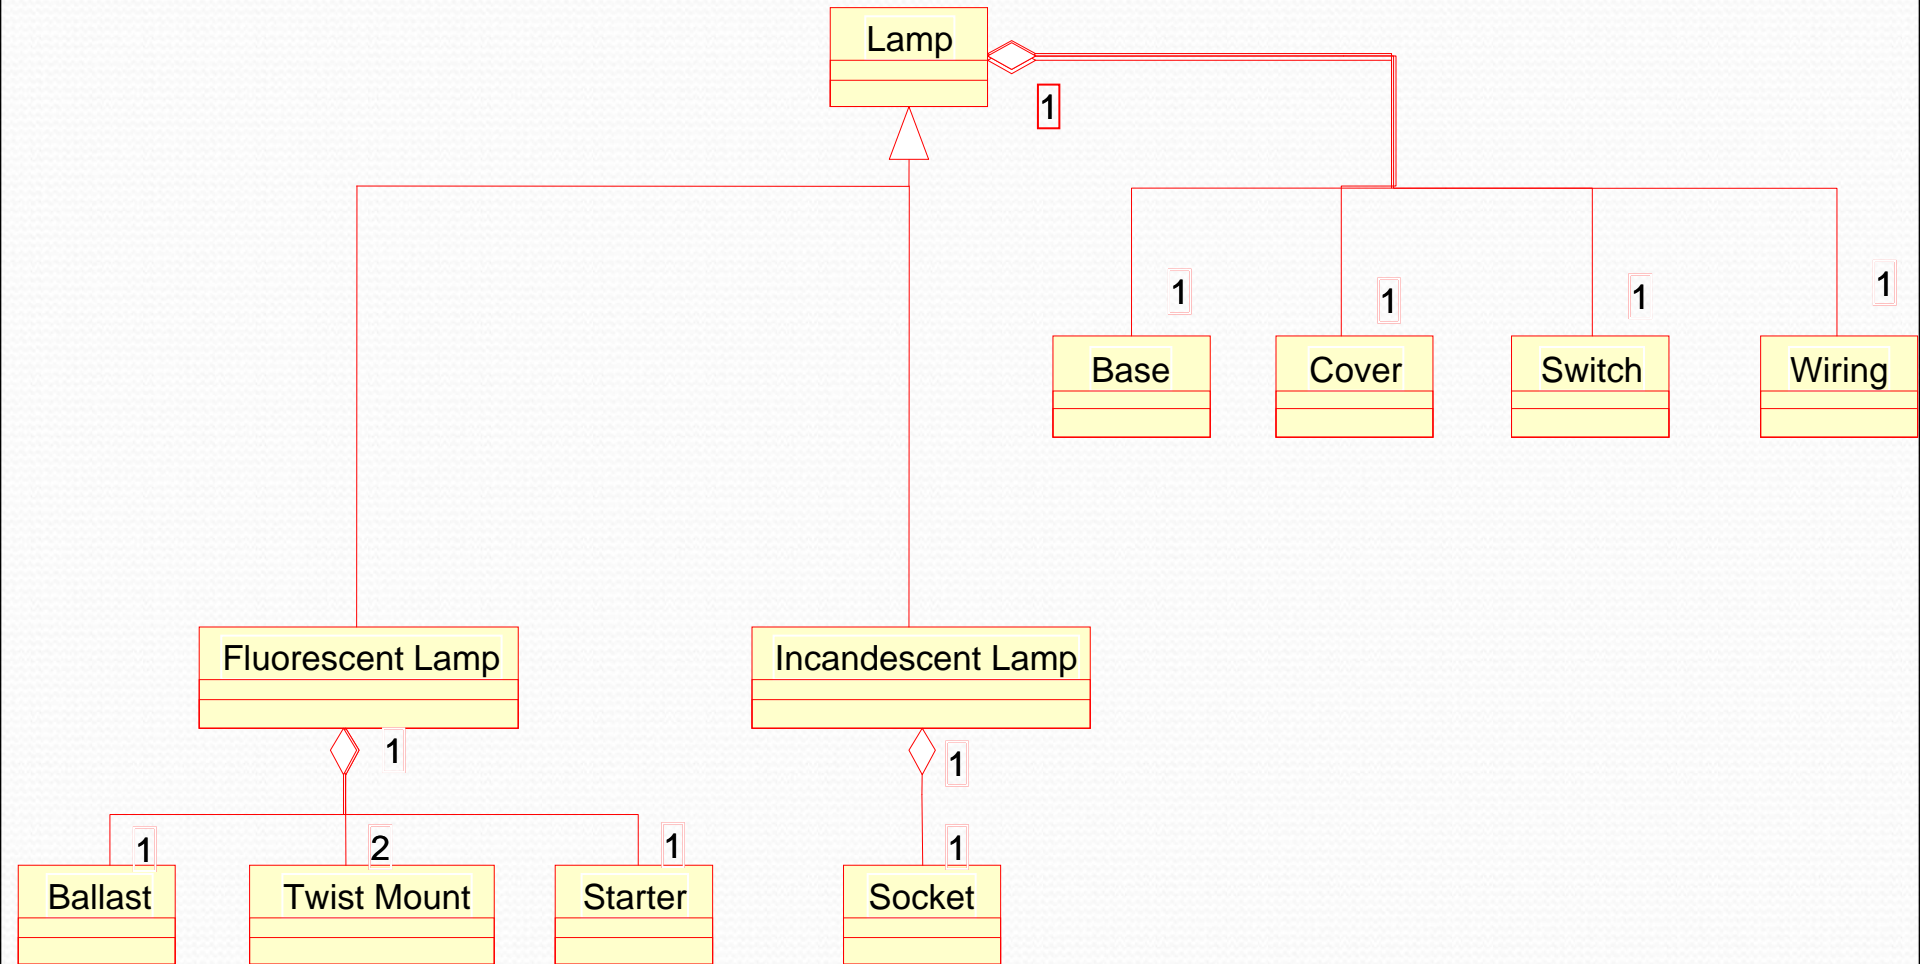 Lamp
1
1
1
1
1
Base
Cover
Switch
Wiring
Fluorescent Lamp
Incandescent Lamp
1
1
1
2
1
1
Ballast
Twist Mount
Starter
Socket